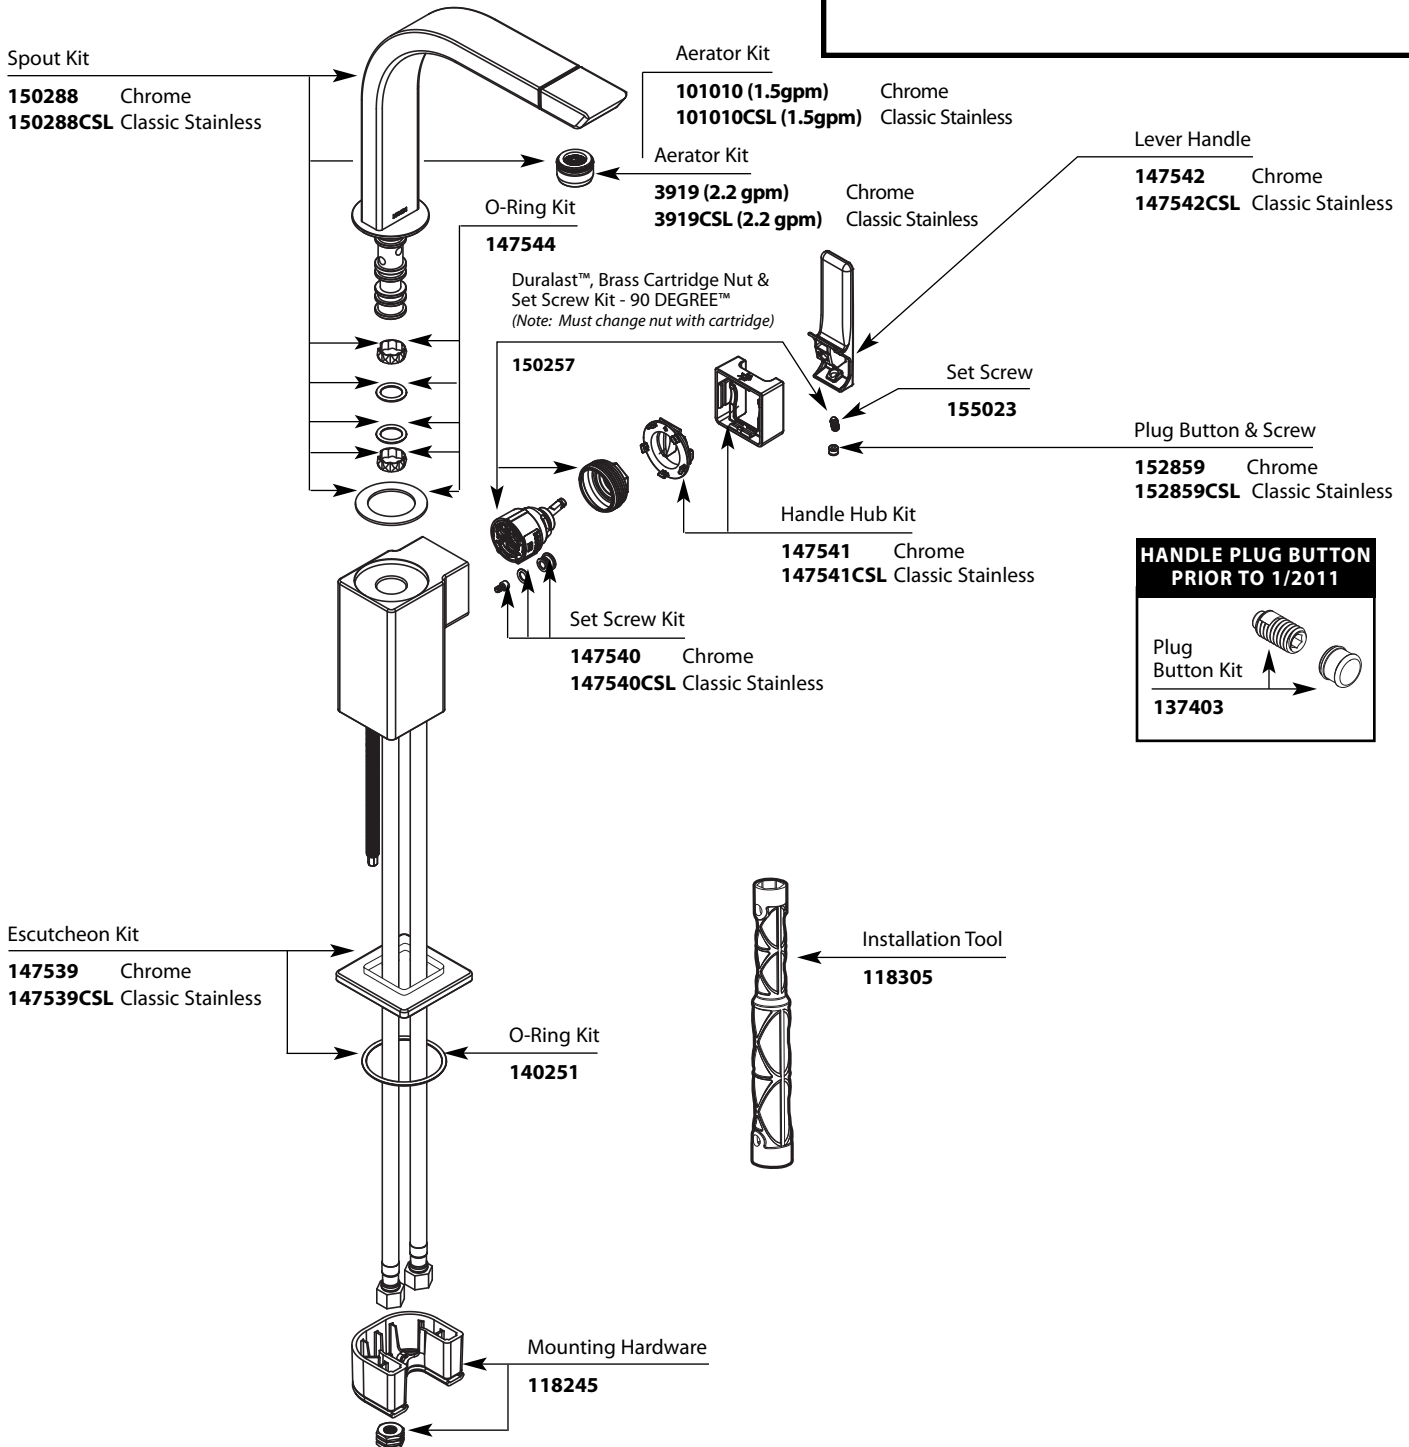 Spout Kit
150288 Chrome
150288CSL Classic Stainless
Aerator Kit
101010 (1.5gpm) Chrome
101010CSL (1.5gpm) Classic Stainless
Aerator Kit
3919 (2.2 gpm) Chrome
3919CSL (2.2 gpm) Classic Stainless
Lever Handle
147542 Chrome
147542CSL Classic Stainless
O-Ring Kit
147544
Duralast™, Brass Cartridge Nut &
Set Screw Kit - 90 DEGREE™
(Note: Must change nut with cartridge)
150257
Set Screw
155023
Plug Button & Screw
152859 Chrome
152859CSL Classic Stainless
Handle Hub Kit
147541 Chrome
147541CSL Classic Stainless
HANDLE PLUG BUTTON
PRIOR TO 1/2011
Plug
Button Kit
137403
Set Screw Kit
147540 Chrome
147540CSL Classic Stainless
Escutcheon Kit
147539 Chrome
147539CSL Classic Stainless
Installation Tool
118305
O-Ring Kit
140251
Mounting Hardware
118245